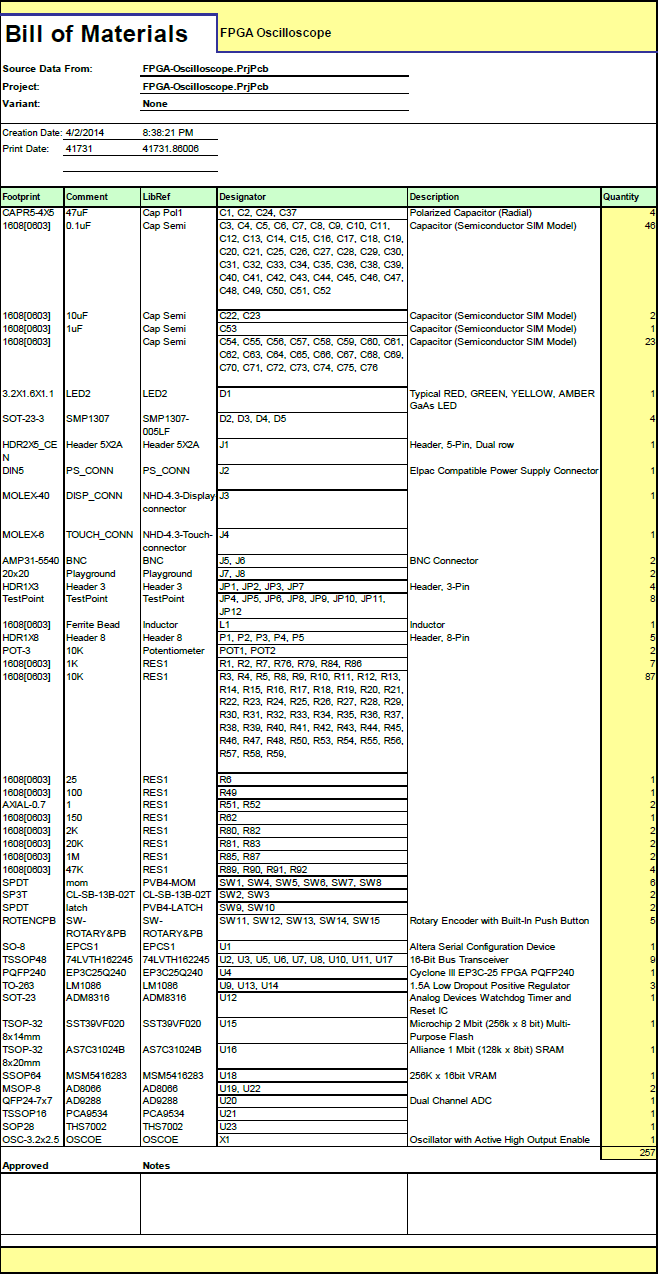 Bill of Materials
FPGA Oscilloscope
Source Data From: FPGA-Oscilloscope.PrjPcb
Project: FPGA-Oscilloscope.PrjPcb
Variant: None
Creation Date: 4/2/2014 8:38:21 PM
Print Date: 41731 41731.86006
Footprint Comment LibRef Designator Description Quantity
CAPR5-4X5 47uF Cap Pol1 C1, C2, C24, C37 Polarized Capacitor (Radial) 4
1608[0603] 0.1uF Cap Semi C3, C4, C5, C6, C7, C8, C9, C10, C11, Capacitor (Semiconductor SIM Model) 46
C12, C13, C14, C15, C16, C17, C18, C19,
C20, C21, C25, C26, C27, C28, C29, C30,
C31, C32, C33, C34, C35, C36, C38, C39,
C40, C41, C42, C43, C44, C45, C46, C47,
C48, C49, C50, C51, C52
1608[0603] 10uF Cap Semi C22, C23 Capacitor (Semiconductor SIM Model) 2
1608[0603] 1uF Cap Semi C53 Capacitor (Semiconductor SIM Model) 1
1608[0603] Cap Semi C54, C55, C56, C57, C58, C59, C60, C61, Capacitor (Semiconductor SIM Model) 23
C62, C63, C64, C65, C66, C67, C68, C69,
C70, C71, C72, C73, C74, C75, C76
3.2X1.6X1.1 LED2 LED2 D1 Typical RED, GREEN, YELLOW, AMBER 1
GaAs LED
SOT-23-3 SMP1307 SMP1307- D2, D3, D4, D5 4
005LF
HDR2X5_CE Header 5X2A Header 5X2A J1 Header, 5-Pin, Dual row 1
N
DIN5 PS_CONN PS_CONN J2 Elpac Compatible Power Supply Connector 1
MOLEX-40 DISP_CONN NHD-4.3-Display J3 1
connector
MOLEX-6 TOUCH_CONN NHD-4.3-Touch- J4 1
connector
AMP31-5540 BNC BNC J5, J6 BNC Connector 2
20x20 Playground Playground J7, J8 2
HDR1X3 Header 3 Header 3 JP1, JP2, JP3, JP7 Header, 3-Pin 4
TestPoint TestPoint TestPoint JP4, JP5, JP6, JP8, JP9, JP10, JP11, 8
JP12
1608[0603] Ferrite Bead Inductor L1 Inductor 1
HDR1X8 Header 8 Header 8 P1, P2, P3, P4, P5 Header, 8-Pin 5
POT-3 10K Potentiometer POT1, POT2 2
1608[0603] 1K RES1 R1, R2, R7, R76, R79, R84, R86 7
1608[0603] 10K RES1 R3, R4, R5, R8, R9, R10, R11, R12, R13, 87
R14, R15, R16, R17, R18, R19, R20, R21,
R22, R23, R24, R25, R26, R27, R28, R29,
R30, R31, R32, R33, R34, R35, R36, R37,
R38, R39, R40, R41, R42, R43, R44, R45,
R46, R47, R48, R50, R53, R54, R55, R56,
R57, R58, R59,
1608[0603] 25 RES1 R6 1
1608[0603] 100 RES1 R49 1
AXIAL-0.7 1 RES1 R51, R52 2
1608[0603] 150 RES1 R62 1
1608[0603] 2K RES1 R80, R82 2
1608[0603] 20K RES1 R81, R83 2
1608[0603] 1M RES1 R85, R87 2
1608[0603] 47K RES1 R89, R90, R91, R92 4
SPDT mom PVB4-MOM SW1, SW4, SW5, SW6, SW7, SW8 6
SP3T CL-SB-13B-02T CL-SB-13B-02T SW2, SW3 2
SPDT latch PVB4-LATCH SW9, SW10 2
ROTENCPB SW- SW- SW11, SW12, SW13, SW14, SW15 Rotary Encoder with Built-In Push Button 5
ROTARY&PB ROTARY&PB
SO-8 EPCS1 EPCS1 U1 Altera Serial Configuration Device 1
TSSOP48 74LVTH162245 74LVTH162245 U2, U3, U5, U6, U7, U8, U10, U11, U17 16-Bit Bus Transceiver 9
PQFP240 EP3C25Q240 EP3C25Q240 U4 Cyclone III EP3C-25 FPGA PQFP240 1
TO-263 LM1086 LM1086 U9, U13, U14 1.5A Low Dropout Positive Regulator 3
SOT-23 ADM8316 ADM8316 U12 Analog Devices Watchdog Timer and 1
Reset IC
TSOP-32 SST39VF020 SST39VF020 U15 Microchip 2 Mbit (256k x 8 bit) Multi- 1
8x14mm Purpose Flash
TSOP-32 AS7C31024B AS7C31024B U16 Alliance 1 Mbit (128k x 8bit) SRAM 1
8x20mm
SSOP64 MSM5416283 MSM5416283 U18 256K x 16bit VRAM 1
MSOP-8 AD8066 AD8066 U19, U22 2
QFP24-7x7 AD9288 AD9288 U20 Dual Channel ADC 1
TSSOP16 PCA9534 PCA9534 U21 1
SOP28 THS7002 THS7002 U23 1
OSC-3.2x2.5 OSCOE OSCOE X1 Oscillator with Active High Output Enable 1
257
Approved Notes